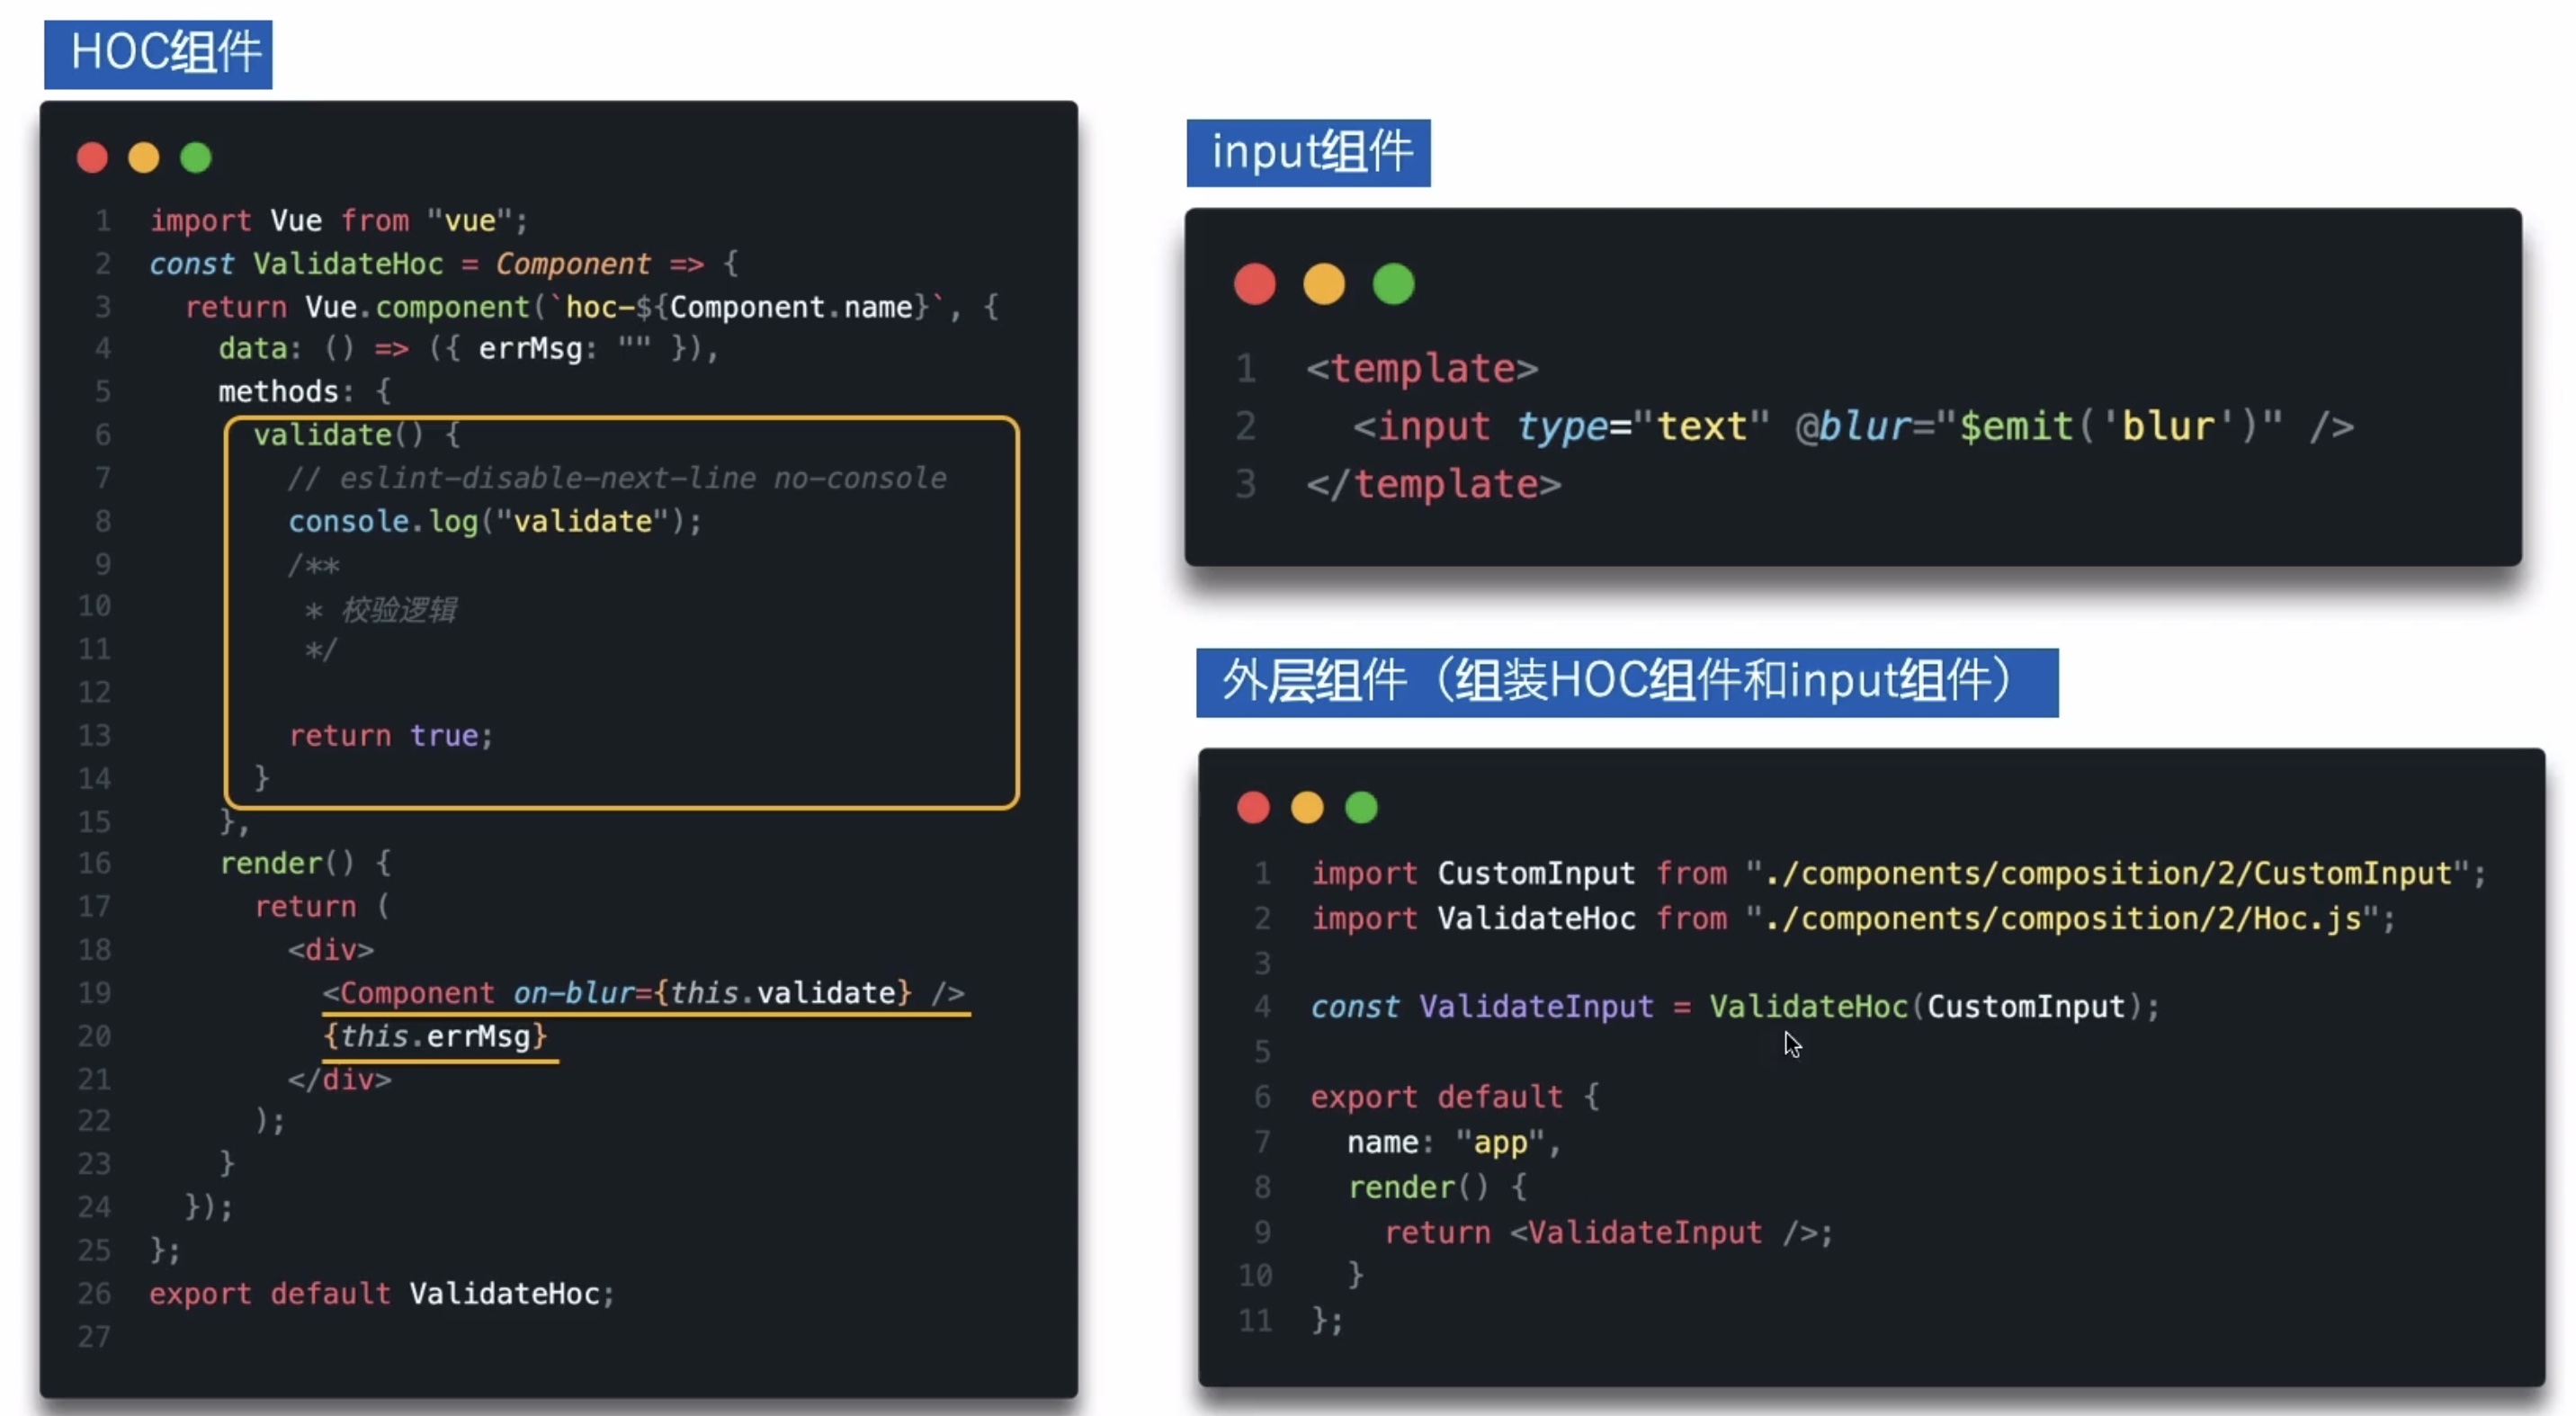 HOC组件
1 import Vue from "vue";
2 const ValidateHoc = Component => {
3 return Vue.component(`hoc-${Component.name}`, {
4 data: () => ({ errMsg: "" }),
5 methods: {
6 validate() {
7 // eslint-disable-next-line no-console
8 console.log("validate");
9 /**
10 * 校验逻辑
11 */
12
13 return true;
14 }
15 },
16 render() {
17 return (
18 <div>
19 <Component on-blur={this.validate} />
20 {this.errMsg}
21 </div>
22 );
23 }
24 });
25 };
26 export default ValidateHoc;
27
input组件
1 <template>
2 <input type="text" @blur="$emit('blur')" />
3 </template>
外层组件（组装HOC组件和input组件）
1 import CustomInput from "./components/composition/2/CustomInput";
2 import ValidateHoc from "./components/composition/2/Hoc.js";
3
4 const ValidateInput = ValidateHoc(CustomInput);
5
6 export default {
7 name: "app",
8 render() {
9 return <ValidateInput />;
10 }
11 };